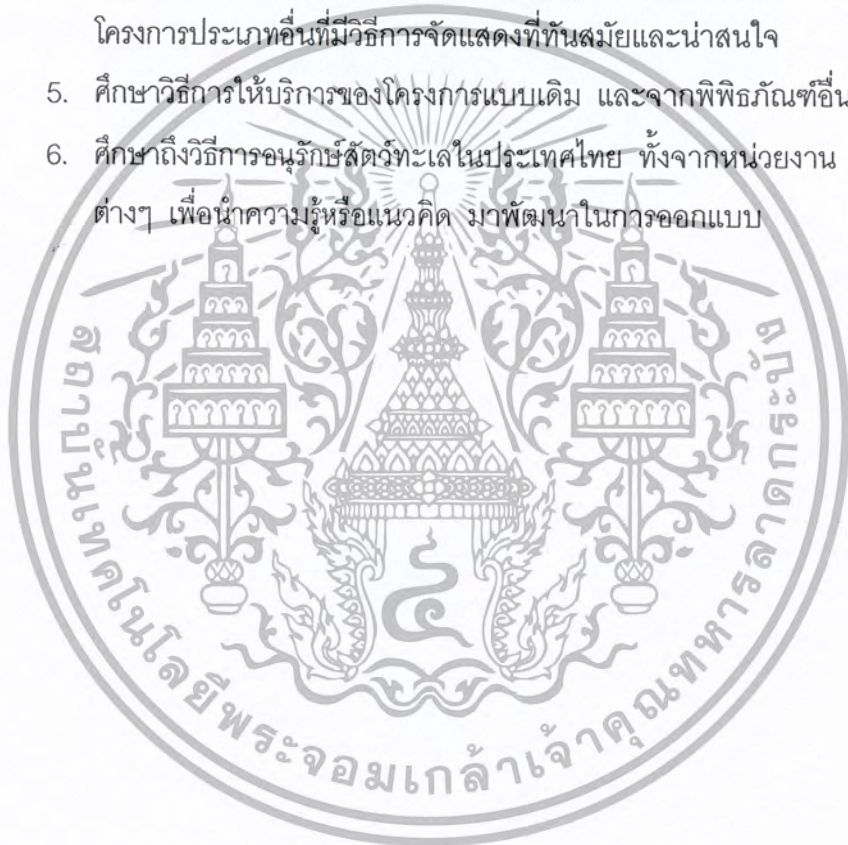 โครงการประเภทอื่นที่มีวิธีการจัดแสดงที่ทันสมัยและน่าสนใจ
5. ศึกษาวิธีการให้บริการของโครงการแบบเดิม และจากพิพิธภัณฑ์อื่น
6. ศึกษาถึงวิธีการอนุรักษ์สัตว์ทะเลในประเทศไทย ทั้งจากหน่วยงาน
ต่างๆ เพื่อนำความรู้หรือแนวคิด มาพัฒนาในการออกแบบ
สถาบันเทคโนโลยีพระจอมเกล้าเจ้าคุณทหารลาดกระบัง